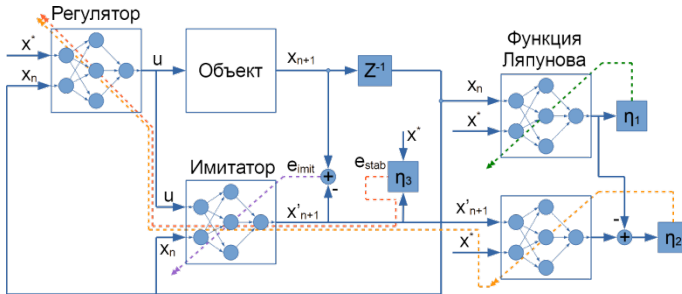 Регулятор
x*
xn
u
Объект
xn+1
Z-1
Функция
Ляпунова
xn
x*
η1
x*
Имитатор
eimit
estab
+
-
η3
u
xn
x'n+1
x'n+1
x*
-
+
η2